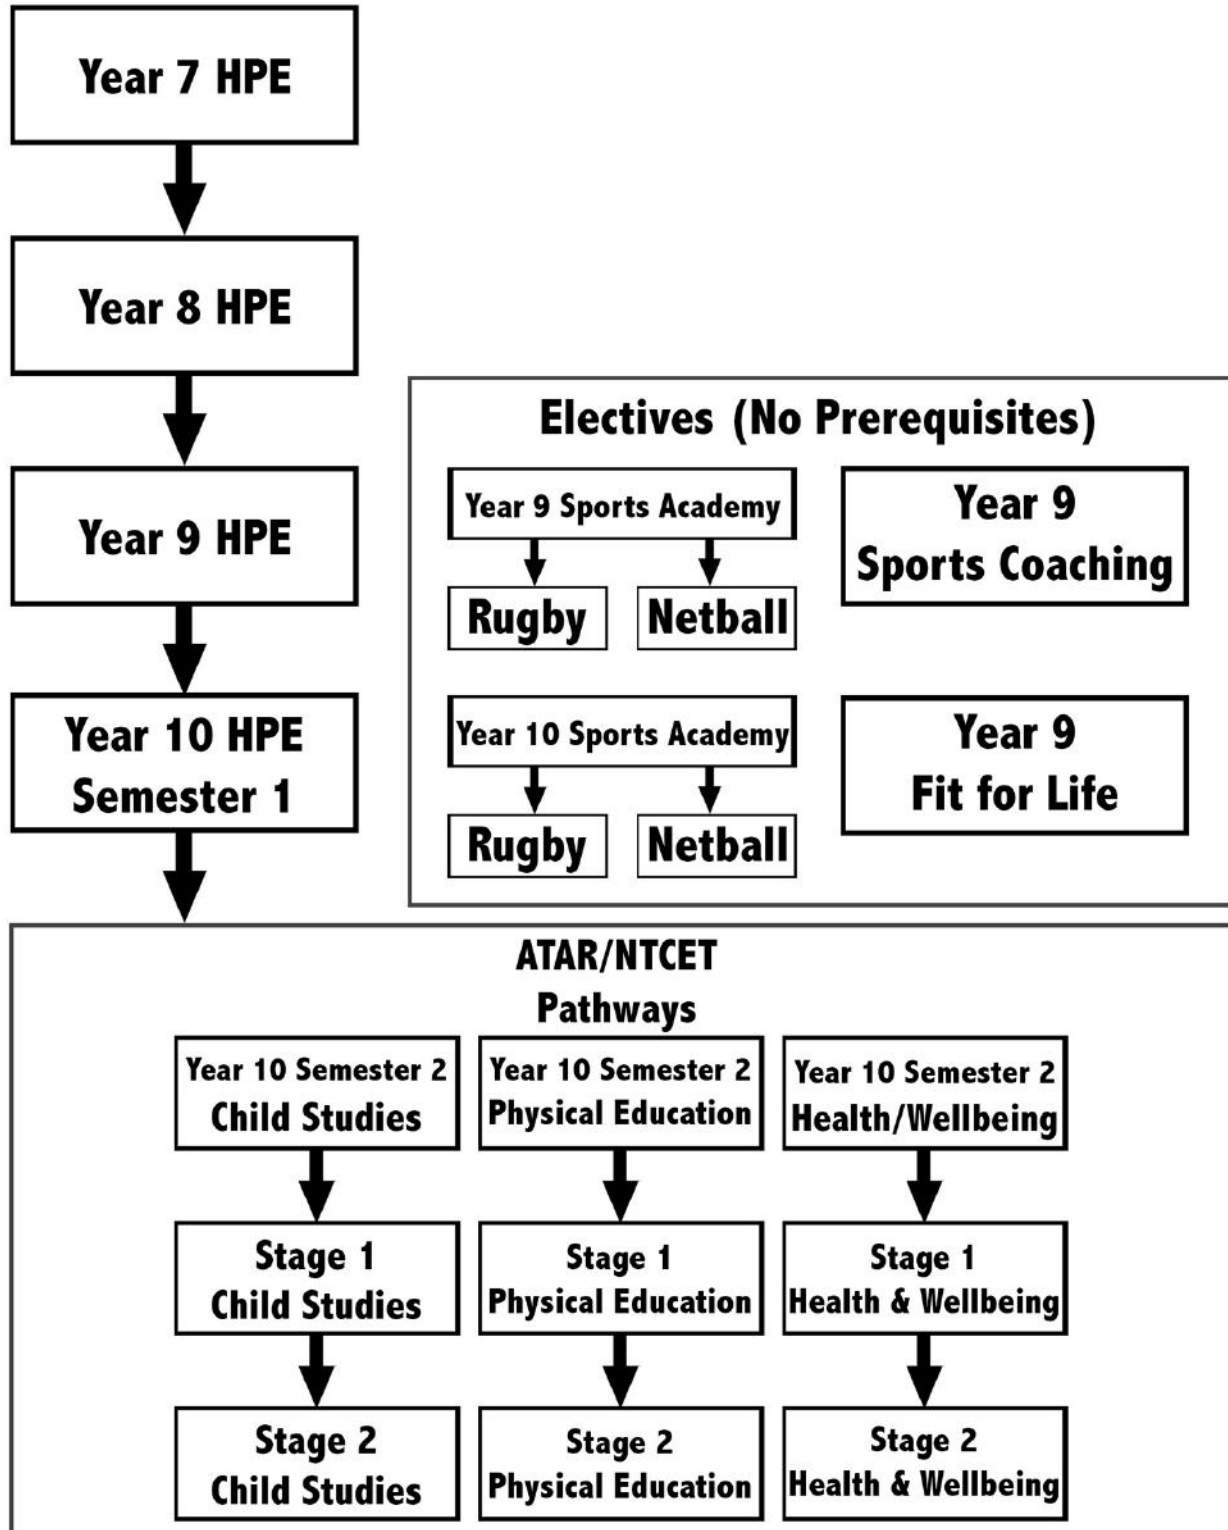 Year 7 HPE
Year 8 HPE
Year 9 HPE
Year 10 HPE
Semester 1
Electives (No Prerequisites)
Year 9 Sports Academy
Rugby
Netball
Year 9
Sports Coaching
Year 10 Sports Academy
Rugby
Netball
Year 9
Fit for Life
ATAR/NTCET
Pathways
Year 10 Semester 2
Child Studies
Year 10 Semester 2
Physical Education
Year 10 Semester 2
Health/Wellbeing
Stage 1
Child Studies
Stage 1
Physical Education
Stage 1
Health & Wellbeing
Stage 2
Child Studies
Stage 2
Physical Education
Stage 2
Health & Wellbeing